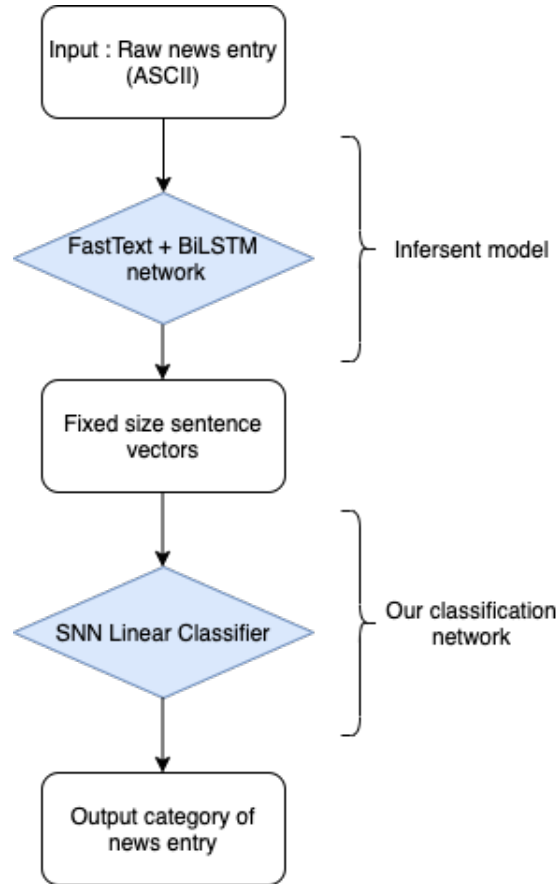 Input : Raw news entry
(ASCII)
FastText + BiLSTM
network
Infersent model
Fixed size sentence
vectors
SNN Linear Classifier
Our classification
network
Output category of
news entry